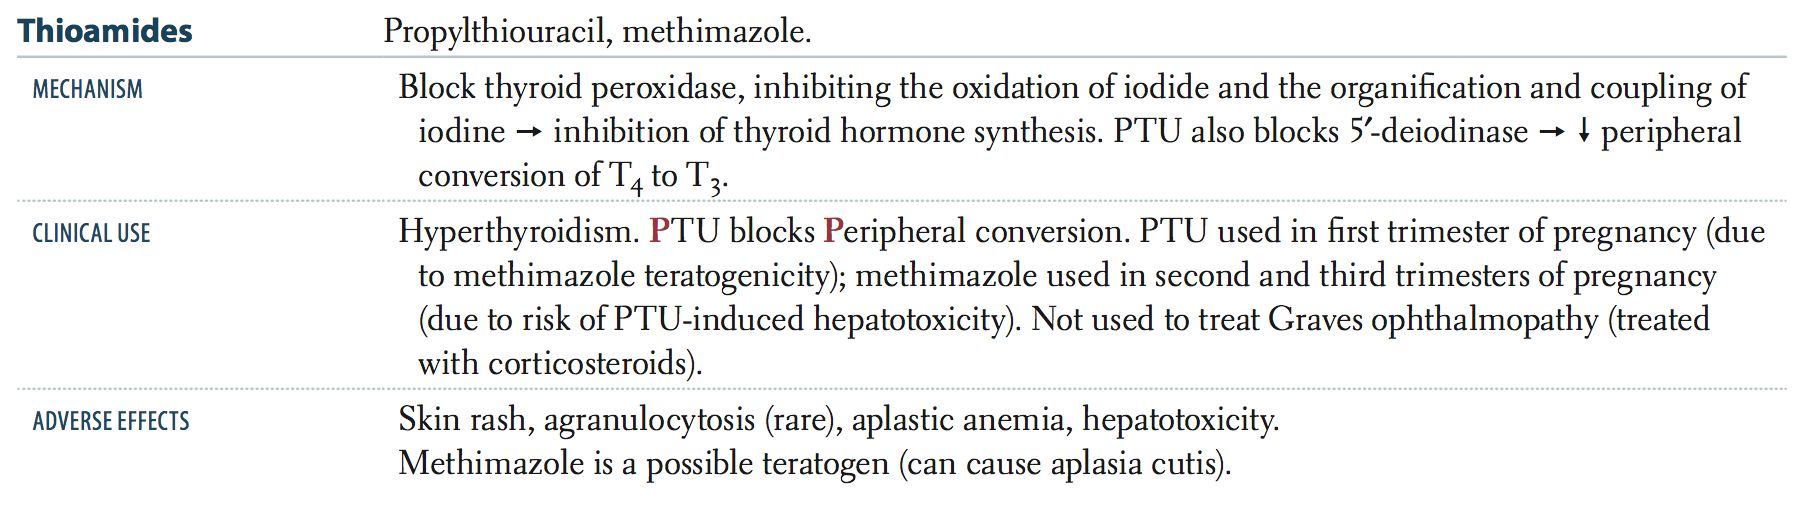 Thioamides Propylthiouracil, methimazole.
MECHANISM Block thyroid peroxidase, inhibiting the oxidation of iodide and the organification and coupling of
iodine → inhibition of thyroid hormone synthesis. PTU also blocks 5′-deiodinase → ↓ peripheral
conversion of T4 to T3.
CLINICAL USE Hyperthyroidism. PTU blocks Peripheral conversion. PTU used in first trimester of pregnancy (due
to methimazole teratogenicity); methimazole used in second and third trimesters of pregnancy
(due to risk of PTU-induced hepatotoxicity). Not used to treat Graves ophthalmopathy (treated
with corticosteroids).
ADVERSE EFFECTS Skin rash, agranulocytosis (rare), aplastic anemia, hepatotoxicity.
Methimazole is a possible teratogen (can cause aplasia cutis).